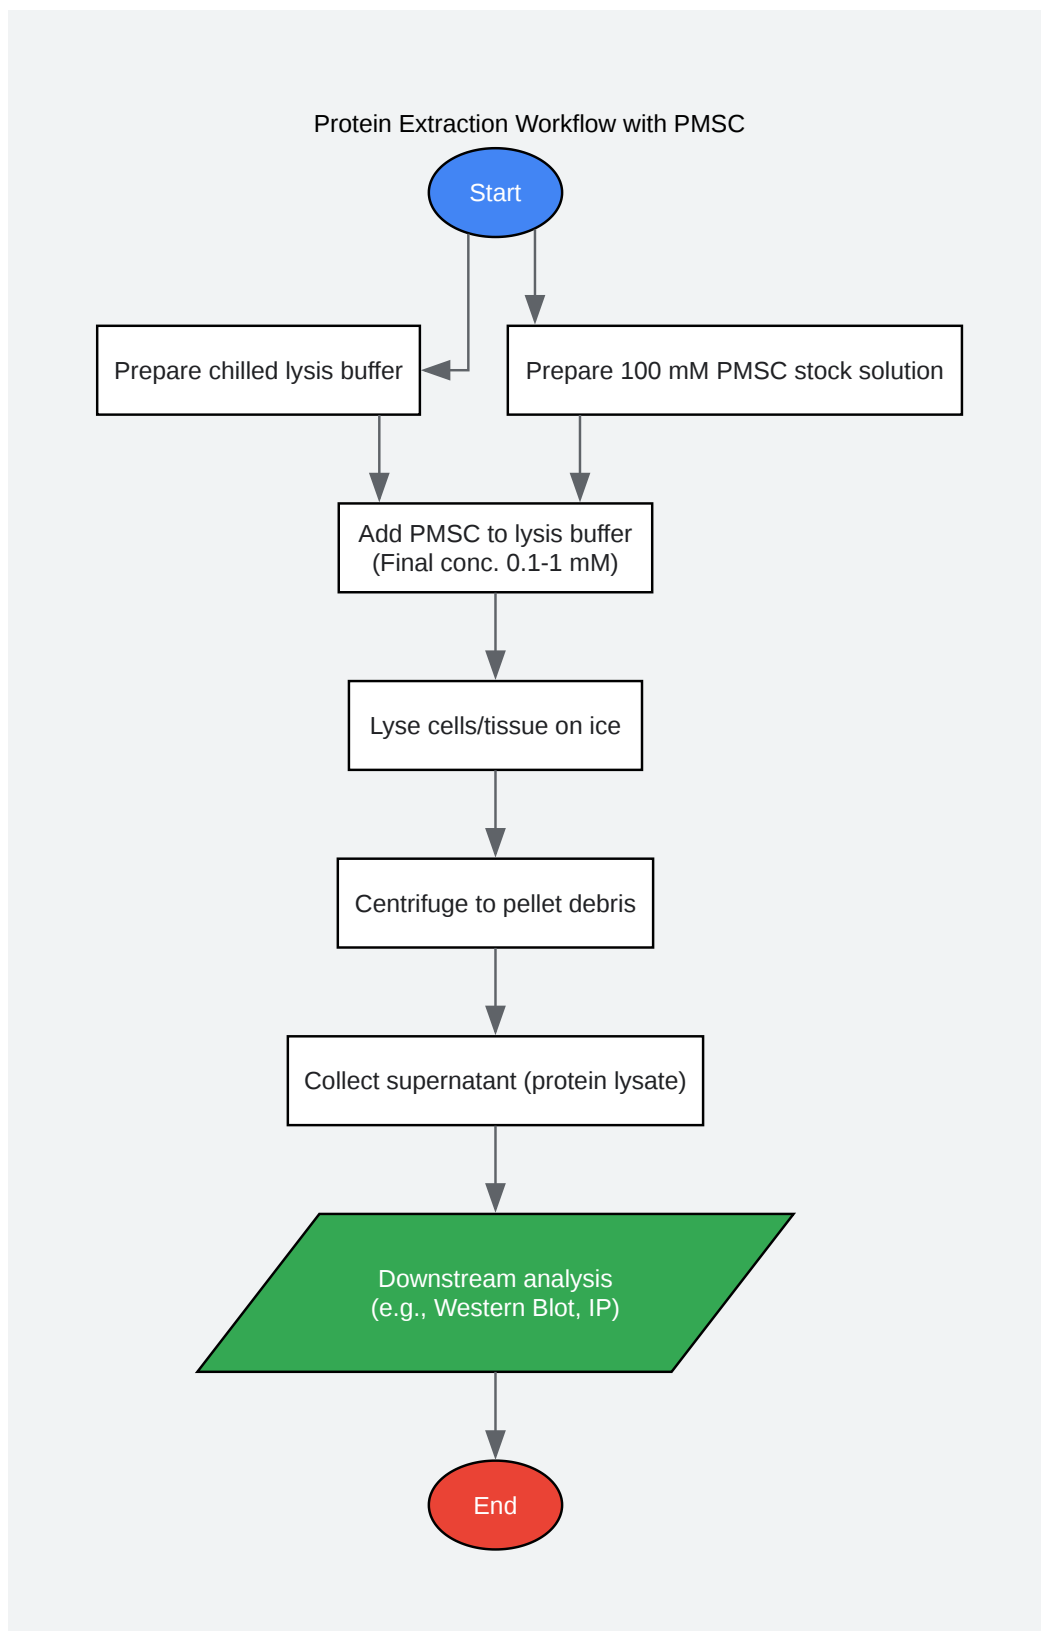 Protein Extraction Workflow with PMSC
Start
Prepare chilled lysis buffer
Prepare 100 mM PMSC stock solution
Add PMSC to lysis buffer
(Final conc. 0.1-1 mM)
Lyse cells/tissue on ice
Centrifuge to pellet debris
Collect supernatant (protein lysate)
Downstream analysis
(e.g., Western Blot, IP)
End